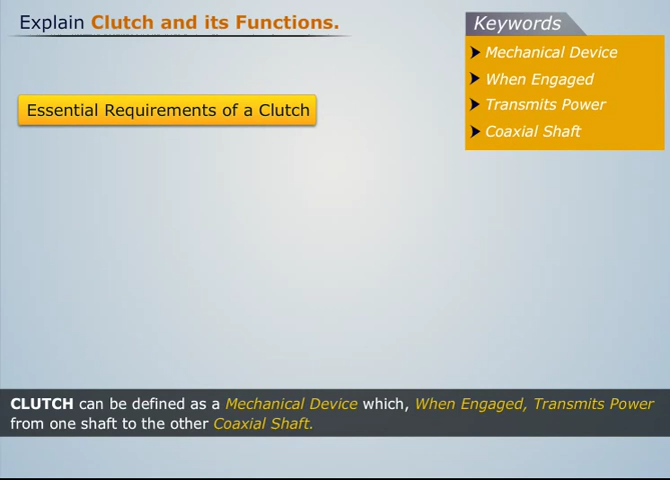 Explain Clutch and its Functions.
Keywords
Mechanical Device
When Engaged
Transmits Power
Coaxial Shaft
Essential Requirements of a Clutch
CLUTCH can be defined as a Mechanical Device which, When Engaged, Transmits Power
from one shaft to the other Coaxial Shaft.